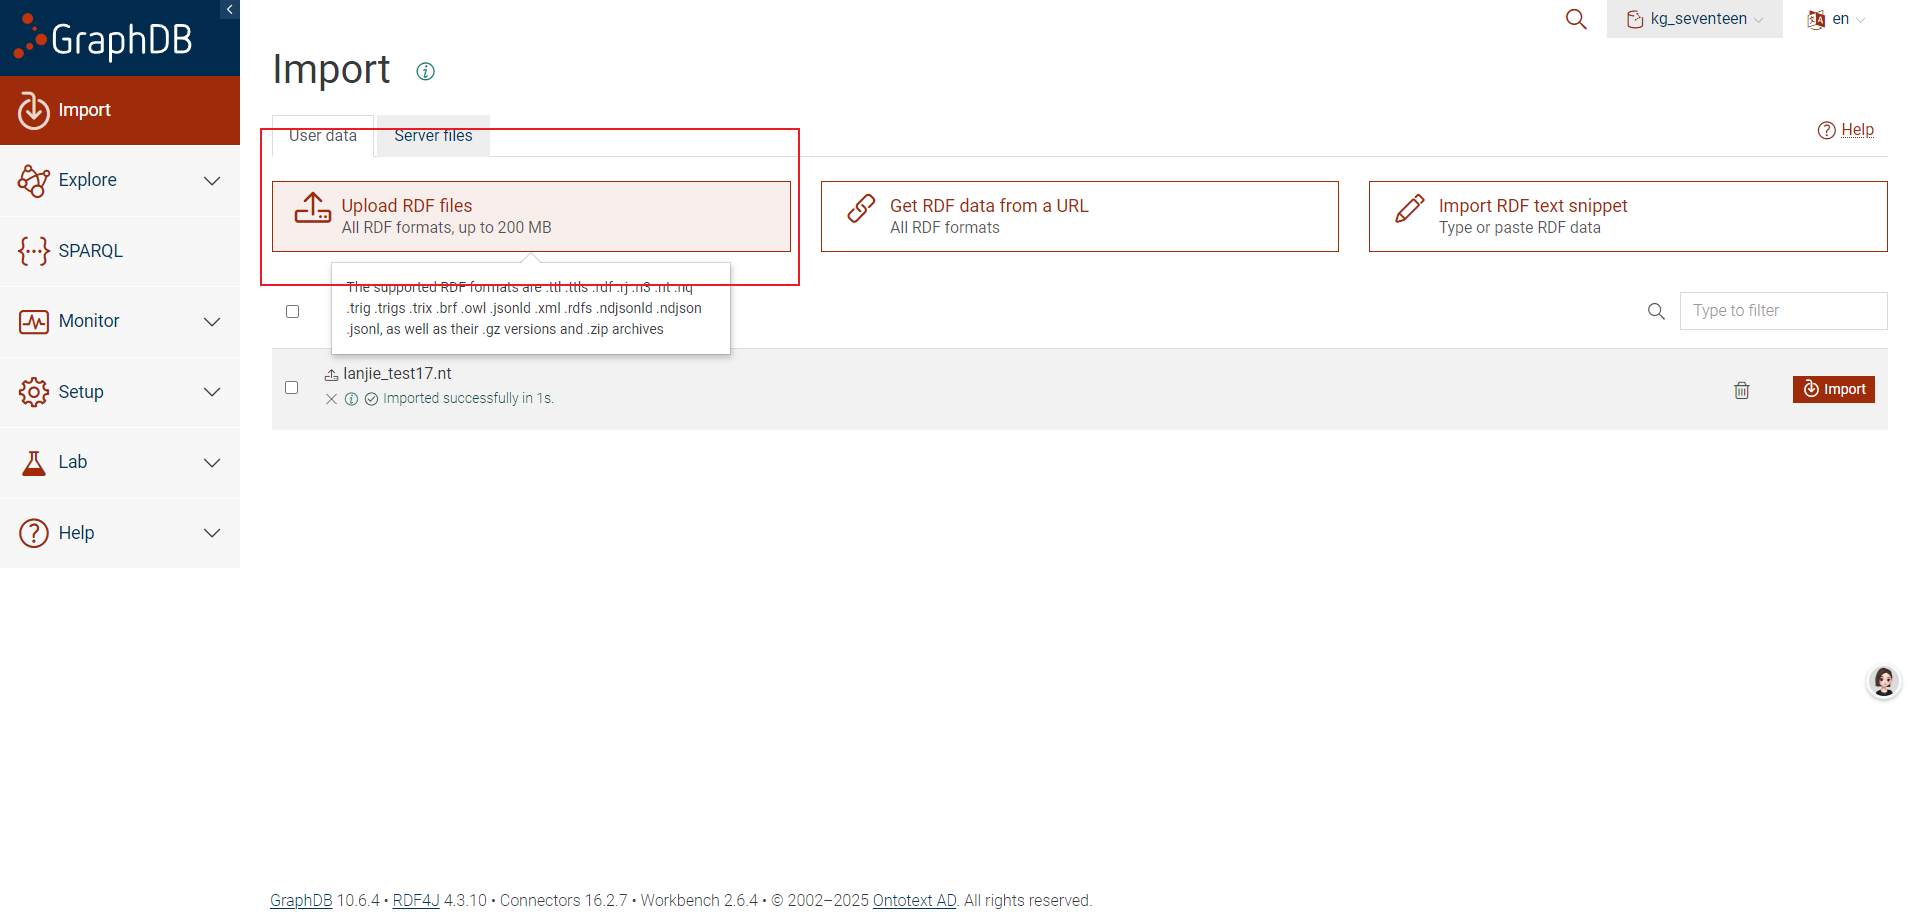 GraphDB
kg_seventeen
en
Import
Import
User data
Server files
Help
Explore
SPARQL
Monitor
Setup
Lab
Help
Upload RDF files
All RDF formats, up to 200 MB
Get RDF data from a URL
All RDF formats
Import RDF text snippet
Type or paste RDF data
The supported RDF formats are .ttl .ttls .rdf .rj .n3 .nt .nq
.trig .trigs .trix .brf .owl .jsonld .xml .rdfs .ndjsonld .ndjson
.jsonl, as well as their .gz versions and .zip archives
Type to filter
lanjie_test17.nt
Imported successfully in 1s.
Import
GraphDB 10.6.4 • RDF4J 4.3.10 • Connectors 16.2.7 • Workbench 2.6.4 • © 2002–2025 Ontotext AD. All rights reserved.